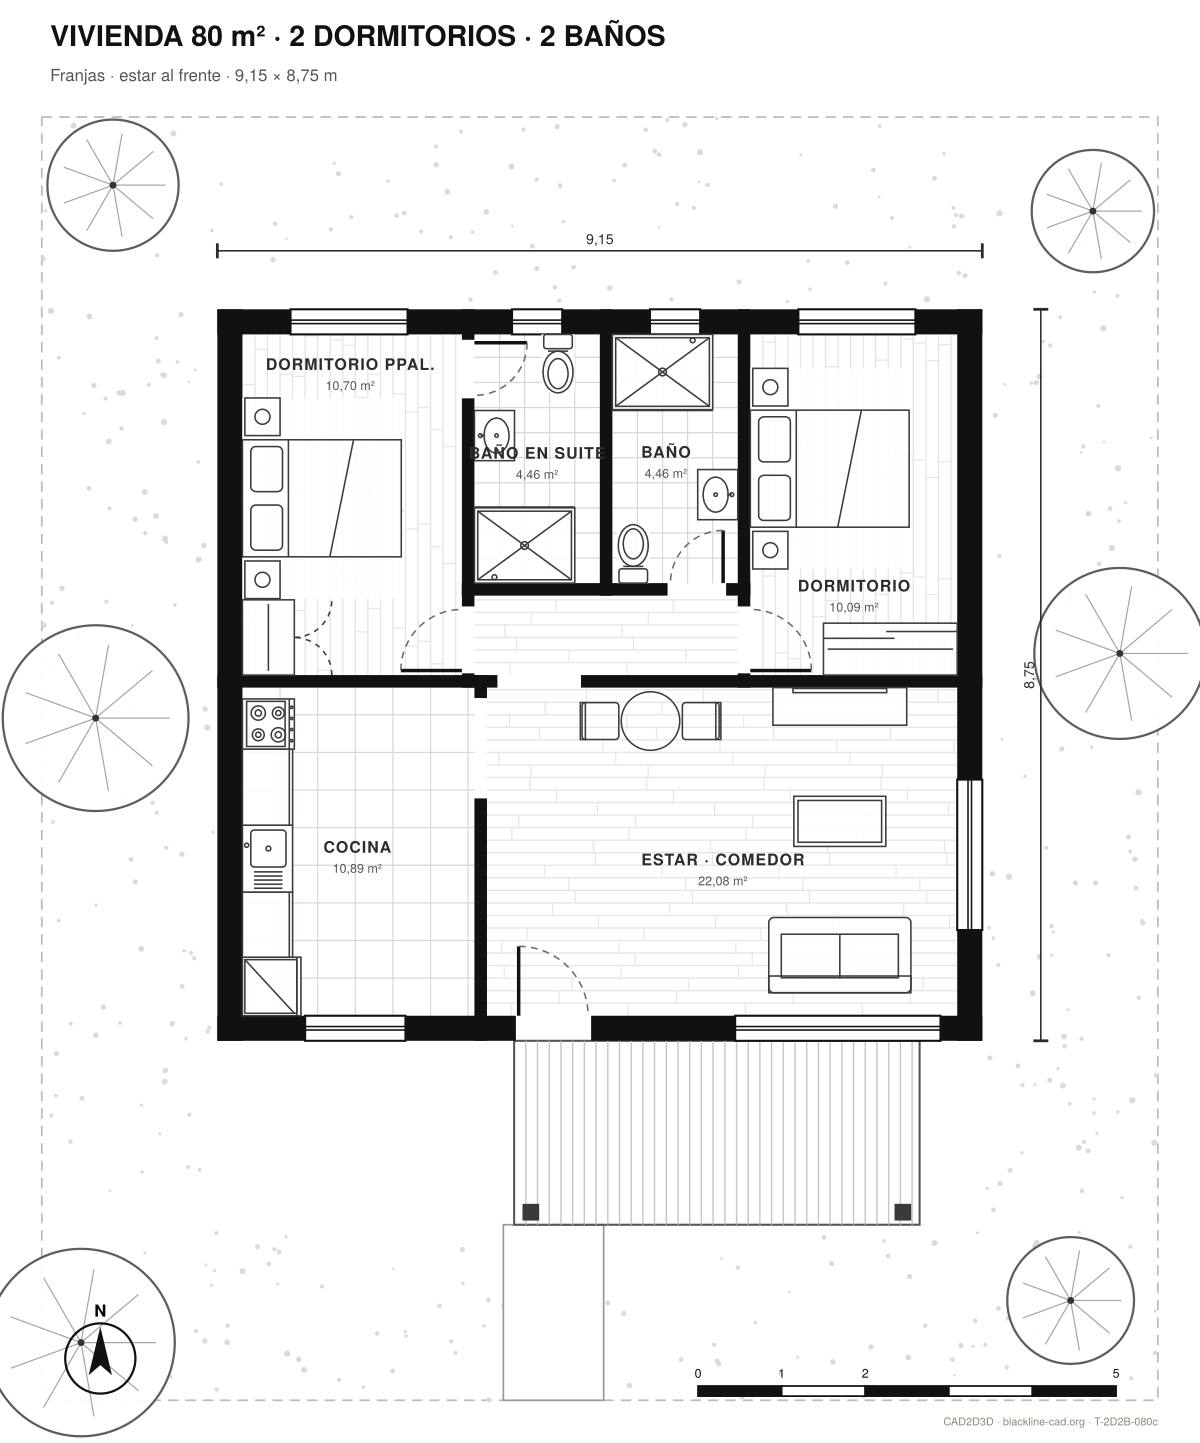 VIVIENDA 80 m² · 2 DORMITORIOS · 2 BAÑOS
Franjas · estar al frente · 9,15 × 8,75 m
9,15
DORMITORIO PPAL.
10,70 m²
BAÑO EN SUITE
4,46 m²
BAÑO
4,46 m²
DORMITORIO
10,09 m²
8,75
COCINA
10,89 m²
ESTAR · COMEDOR
22,08 m²
N
0 1 2 5
CAD2D3D · blackline-cad.org · T-2D2B-080c